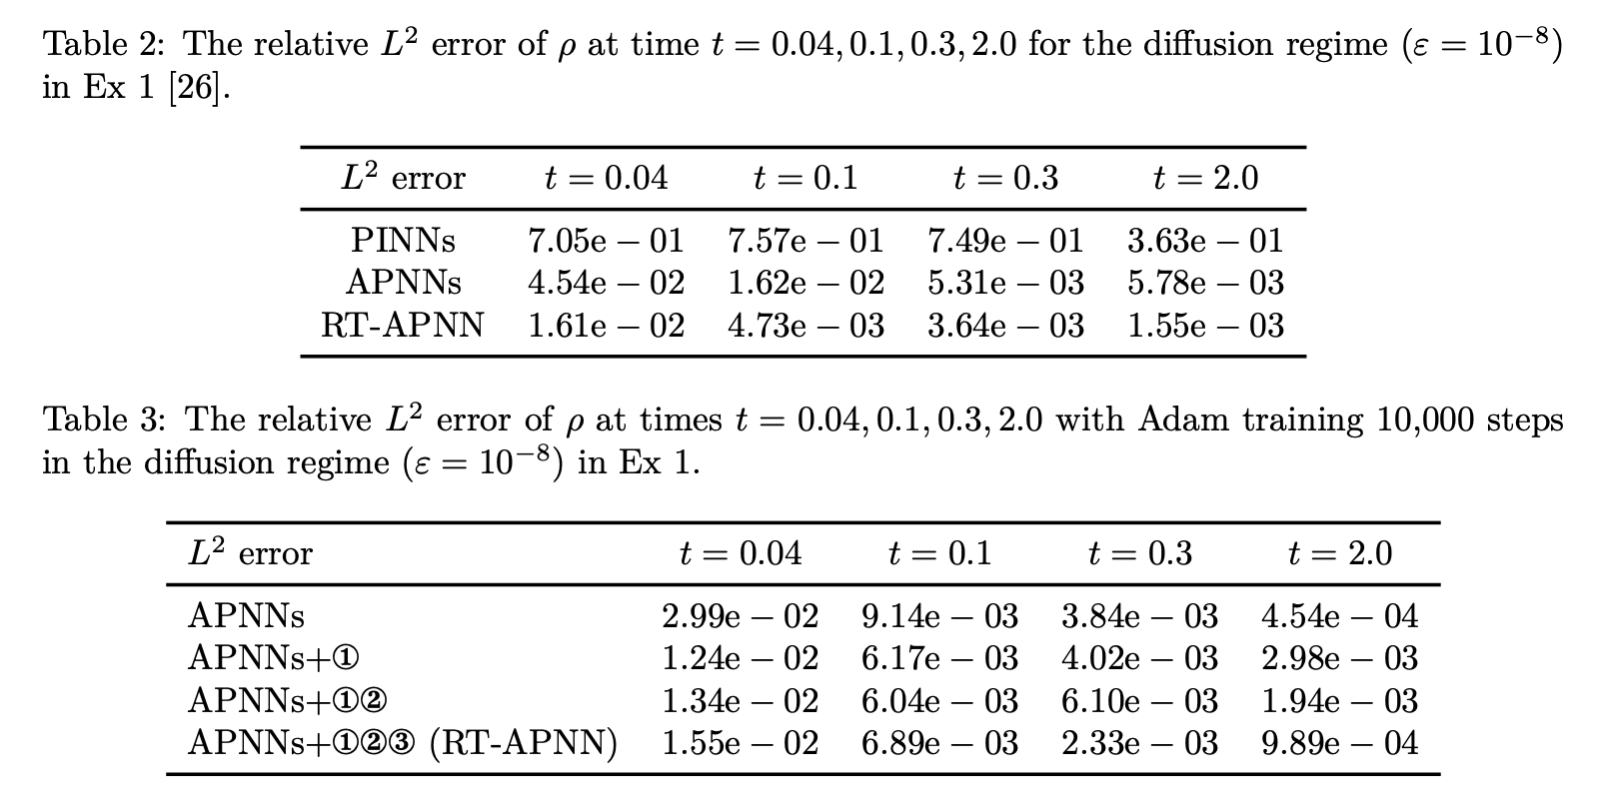 Table 2: The relative L² error of ρ at time t = 0.04, 0.1, 0.3, 2.0 for the diffusion regime (ε = 10⁻⁸)
in Ex 1 [26].
L² error t = 0.04 t = 0.1 t = 0.3 t = 2.0
PINNs 7.05e − 01 7.57e − 01 7.49e − 01 3.63e − 01
APNNs 4.54e − 02 1.62e − 02 5.31e − 03 5.78e − 03
RT-APNN 1.61e − 02 4.73e − 03 3.64e − 03 1.55e − 03
Table 3: The relative L² error of ρ at times t = 0.04, 0.1, 0.3, 2.0 with Adam training 10,000 steps
in the diffusion regime (ε = 10⁻⁸) in Ex 1.
L² error t = 0.04 t = 0.1 t = 0.3 t = 2.0
APNNs 2.99e − 02 9.14e − 03 3.84e − 03 4.54e − 04
APNNs+① 1.24e − 02 6.17e − 03 4.02e − 03 2.98e − 03
APNNs+①② 1.34e − 02 6.04e − 03 6.10e − 03 1.94e − 03
APNNs+①②③ (RT-APNN) 1.55e − 02 6.89e − 03 2.33e − 03 9.89e − 04